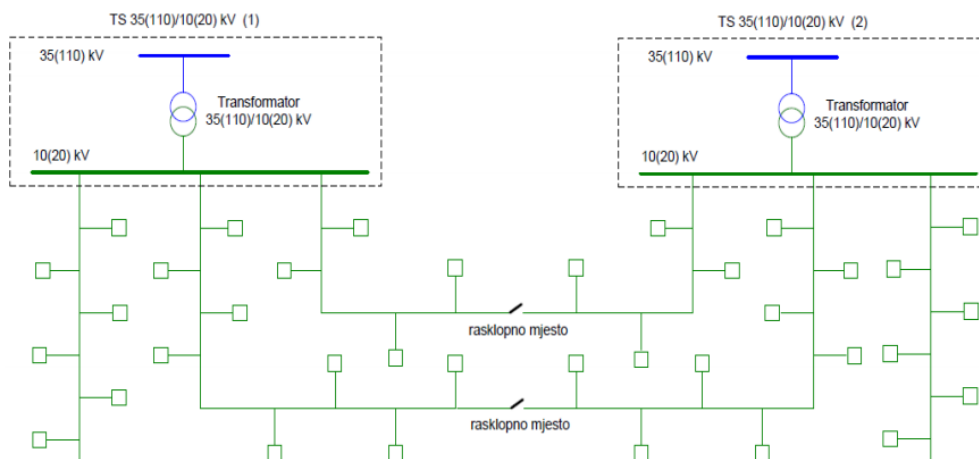 TS 35(110)/10(20) kV (1)
TS 35(110)/10(20) kV (2)
35(110) kV
35(110) kV
Transformator
35(110)/10(20) kV
Transformator
35(110)/10(20) kV
10(20) kV
10(20) kV
rasklopno mjesto
rasklopno mjesto